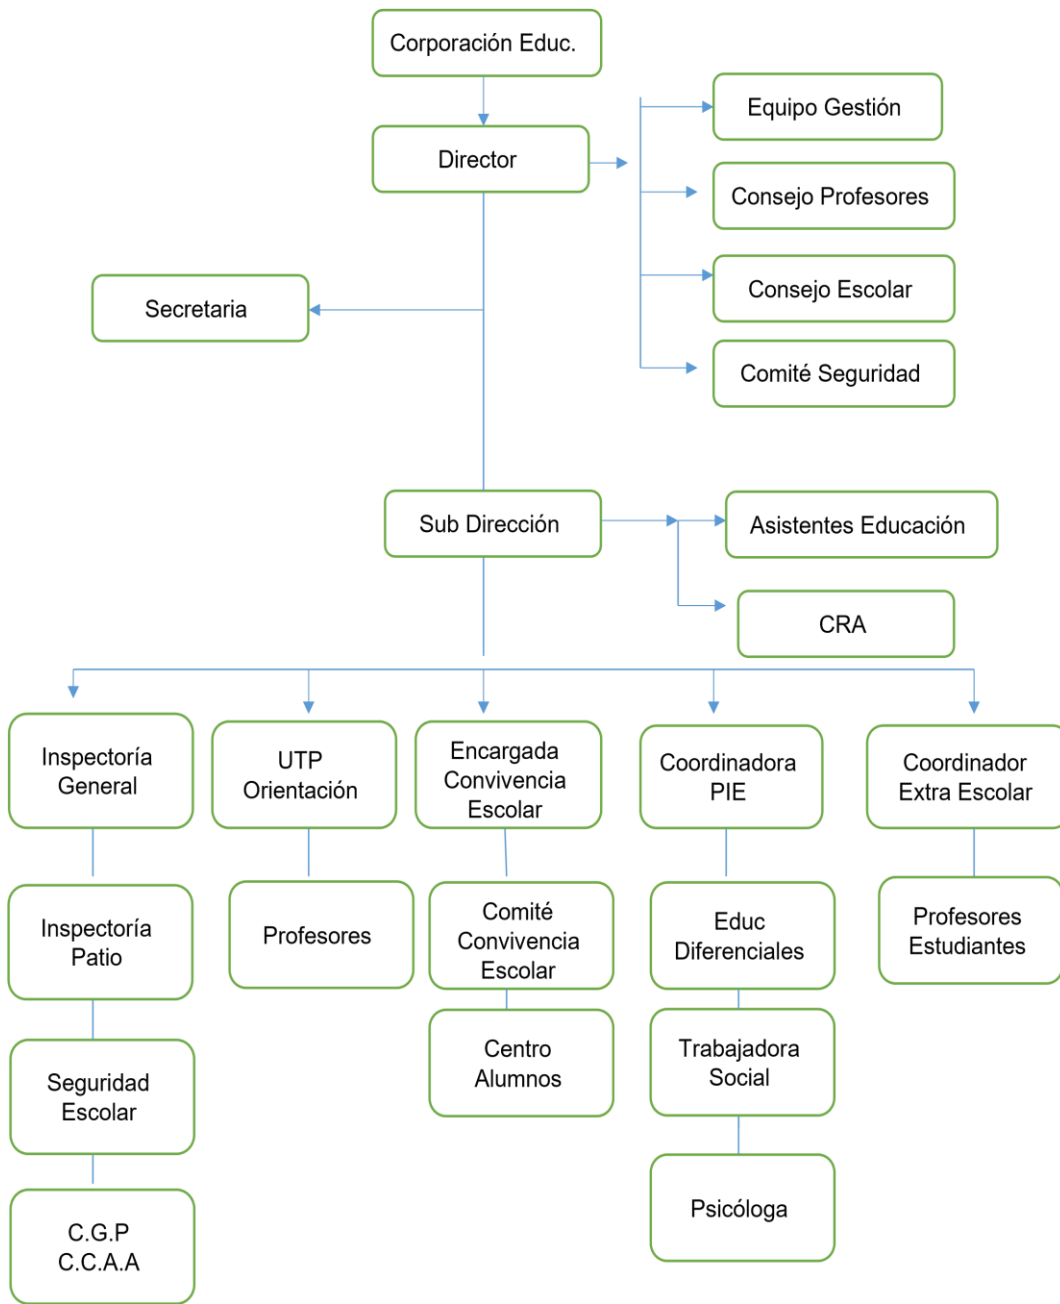 Corporación Educ.
Director
Equipo Gestión
Consejo Profesores
Consejo Escolar
Comité Seguridad
Secretaria
Sub Dirección
Asistentes Educación
CRA
Inspectoría
General
UTP
Orientación
Encargada
Convivencia
Escolar
Coordinadora
PIE
Coordinador
Extra Escolar
Inspectoría
Patio
Profesores
Comité
Convivencia
Escolar
Educ
Diferenciales
Profesores
Estudiantes
Seguridad
Escolar
Centro
Alumnos
Trabajadora
Social
C.G.P
C.C.A.A
Psicóloga